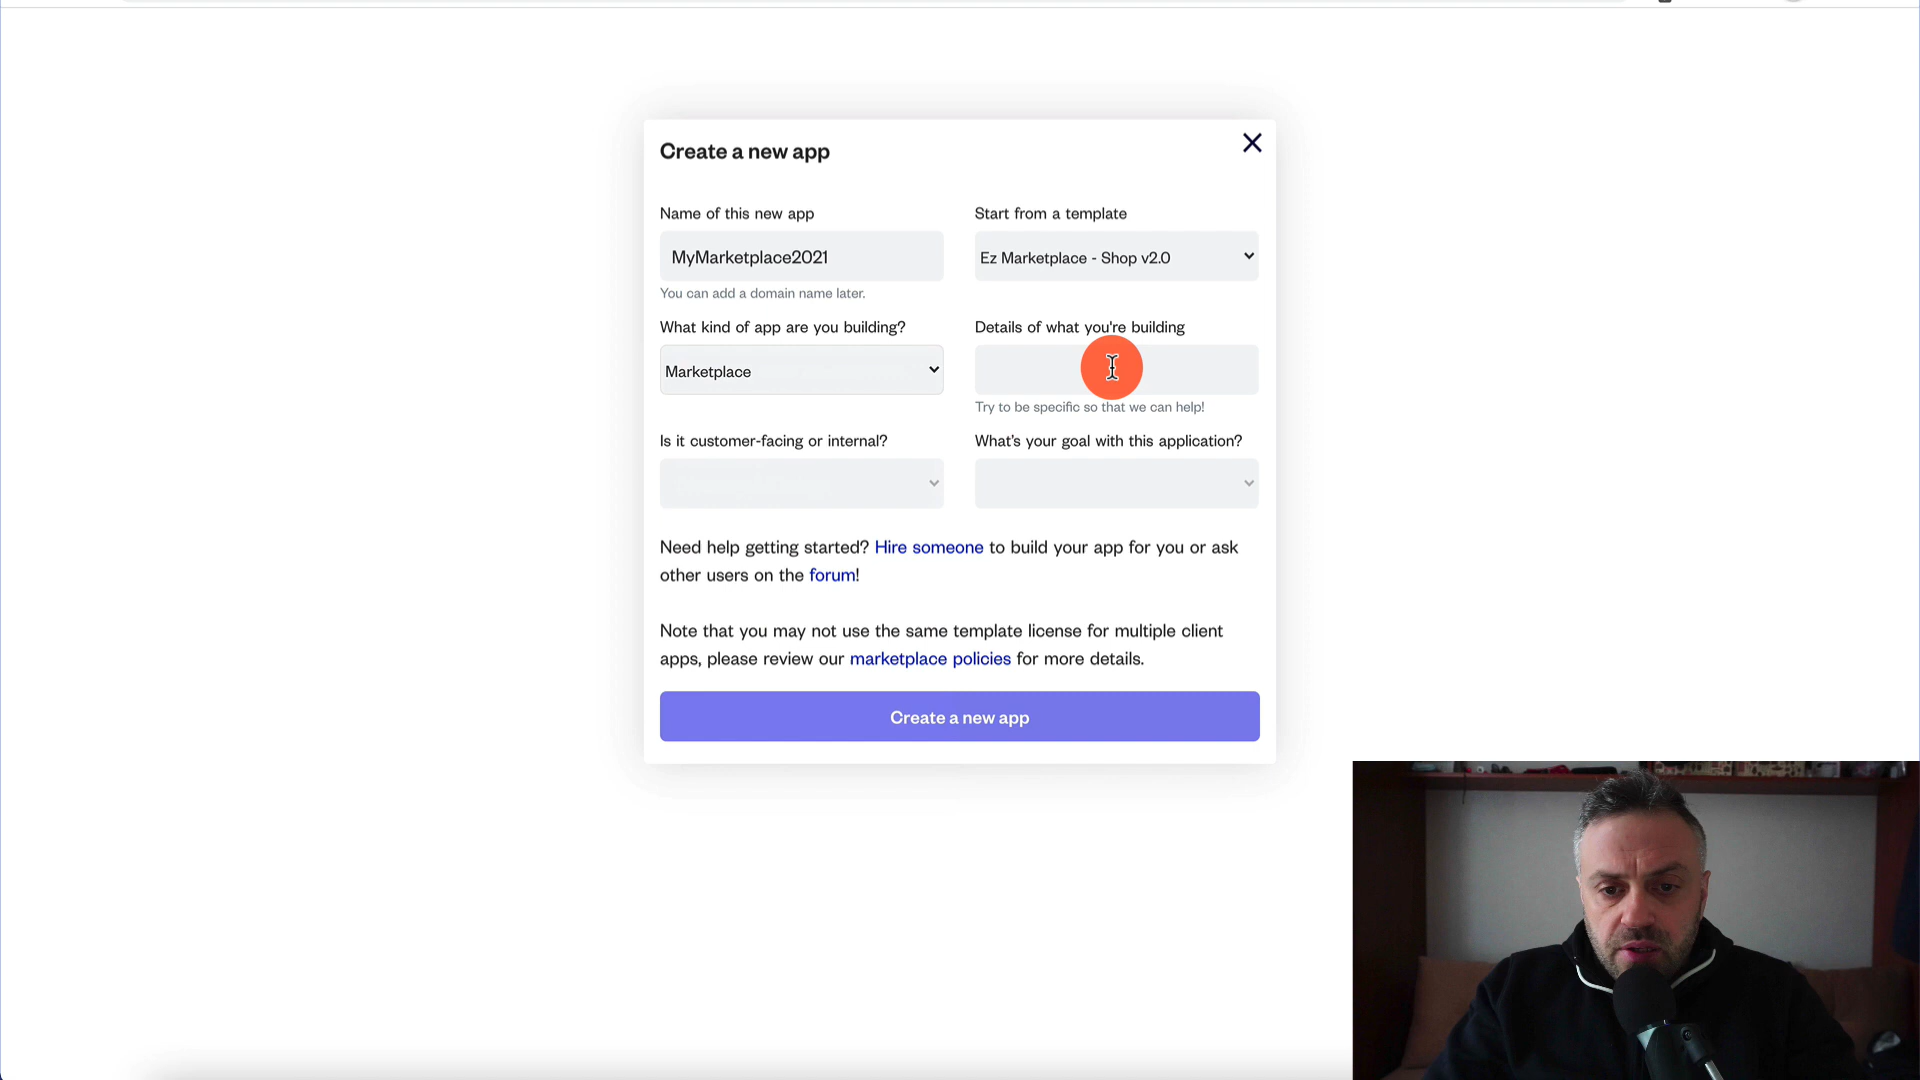 Create a new app
Name of this new app
Start from a template
MyMarketplace2021
Ez Marketplace - Shop v2.0
You can add a domain name later.
What kind of app are you building?
Details of what you're building
Marketplace
Try to be specific so that we can help!
Is it customer-facing or internal?
What's your goal with this application?
Need help getting started? Hire someone to build your app for you or ask
other users on the forum!
Note that you may not use the same template license for multiple client
apps, please review our marketplace policies for more details.
Create a new app